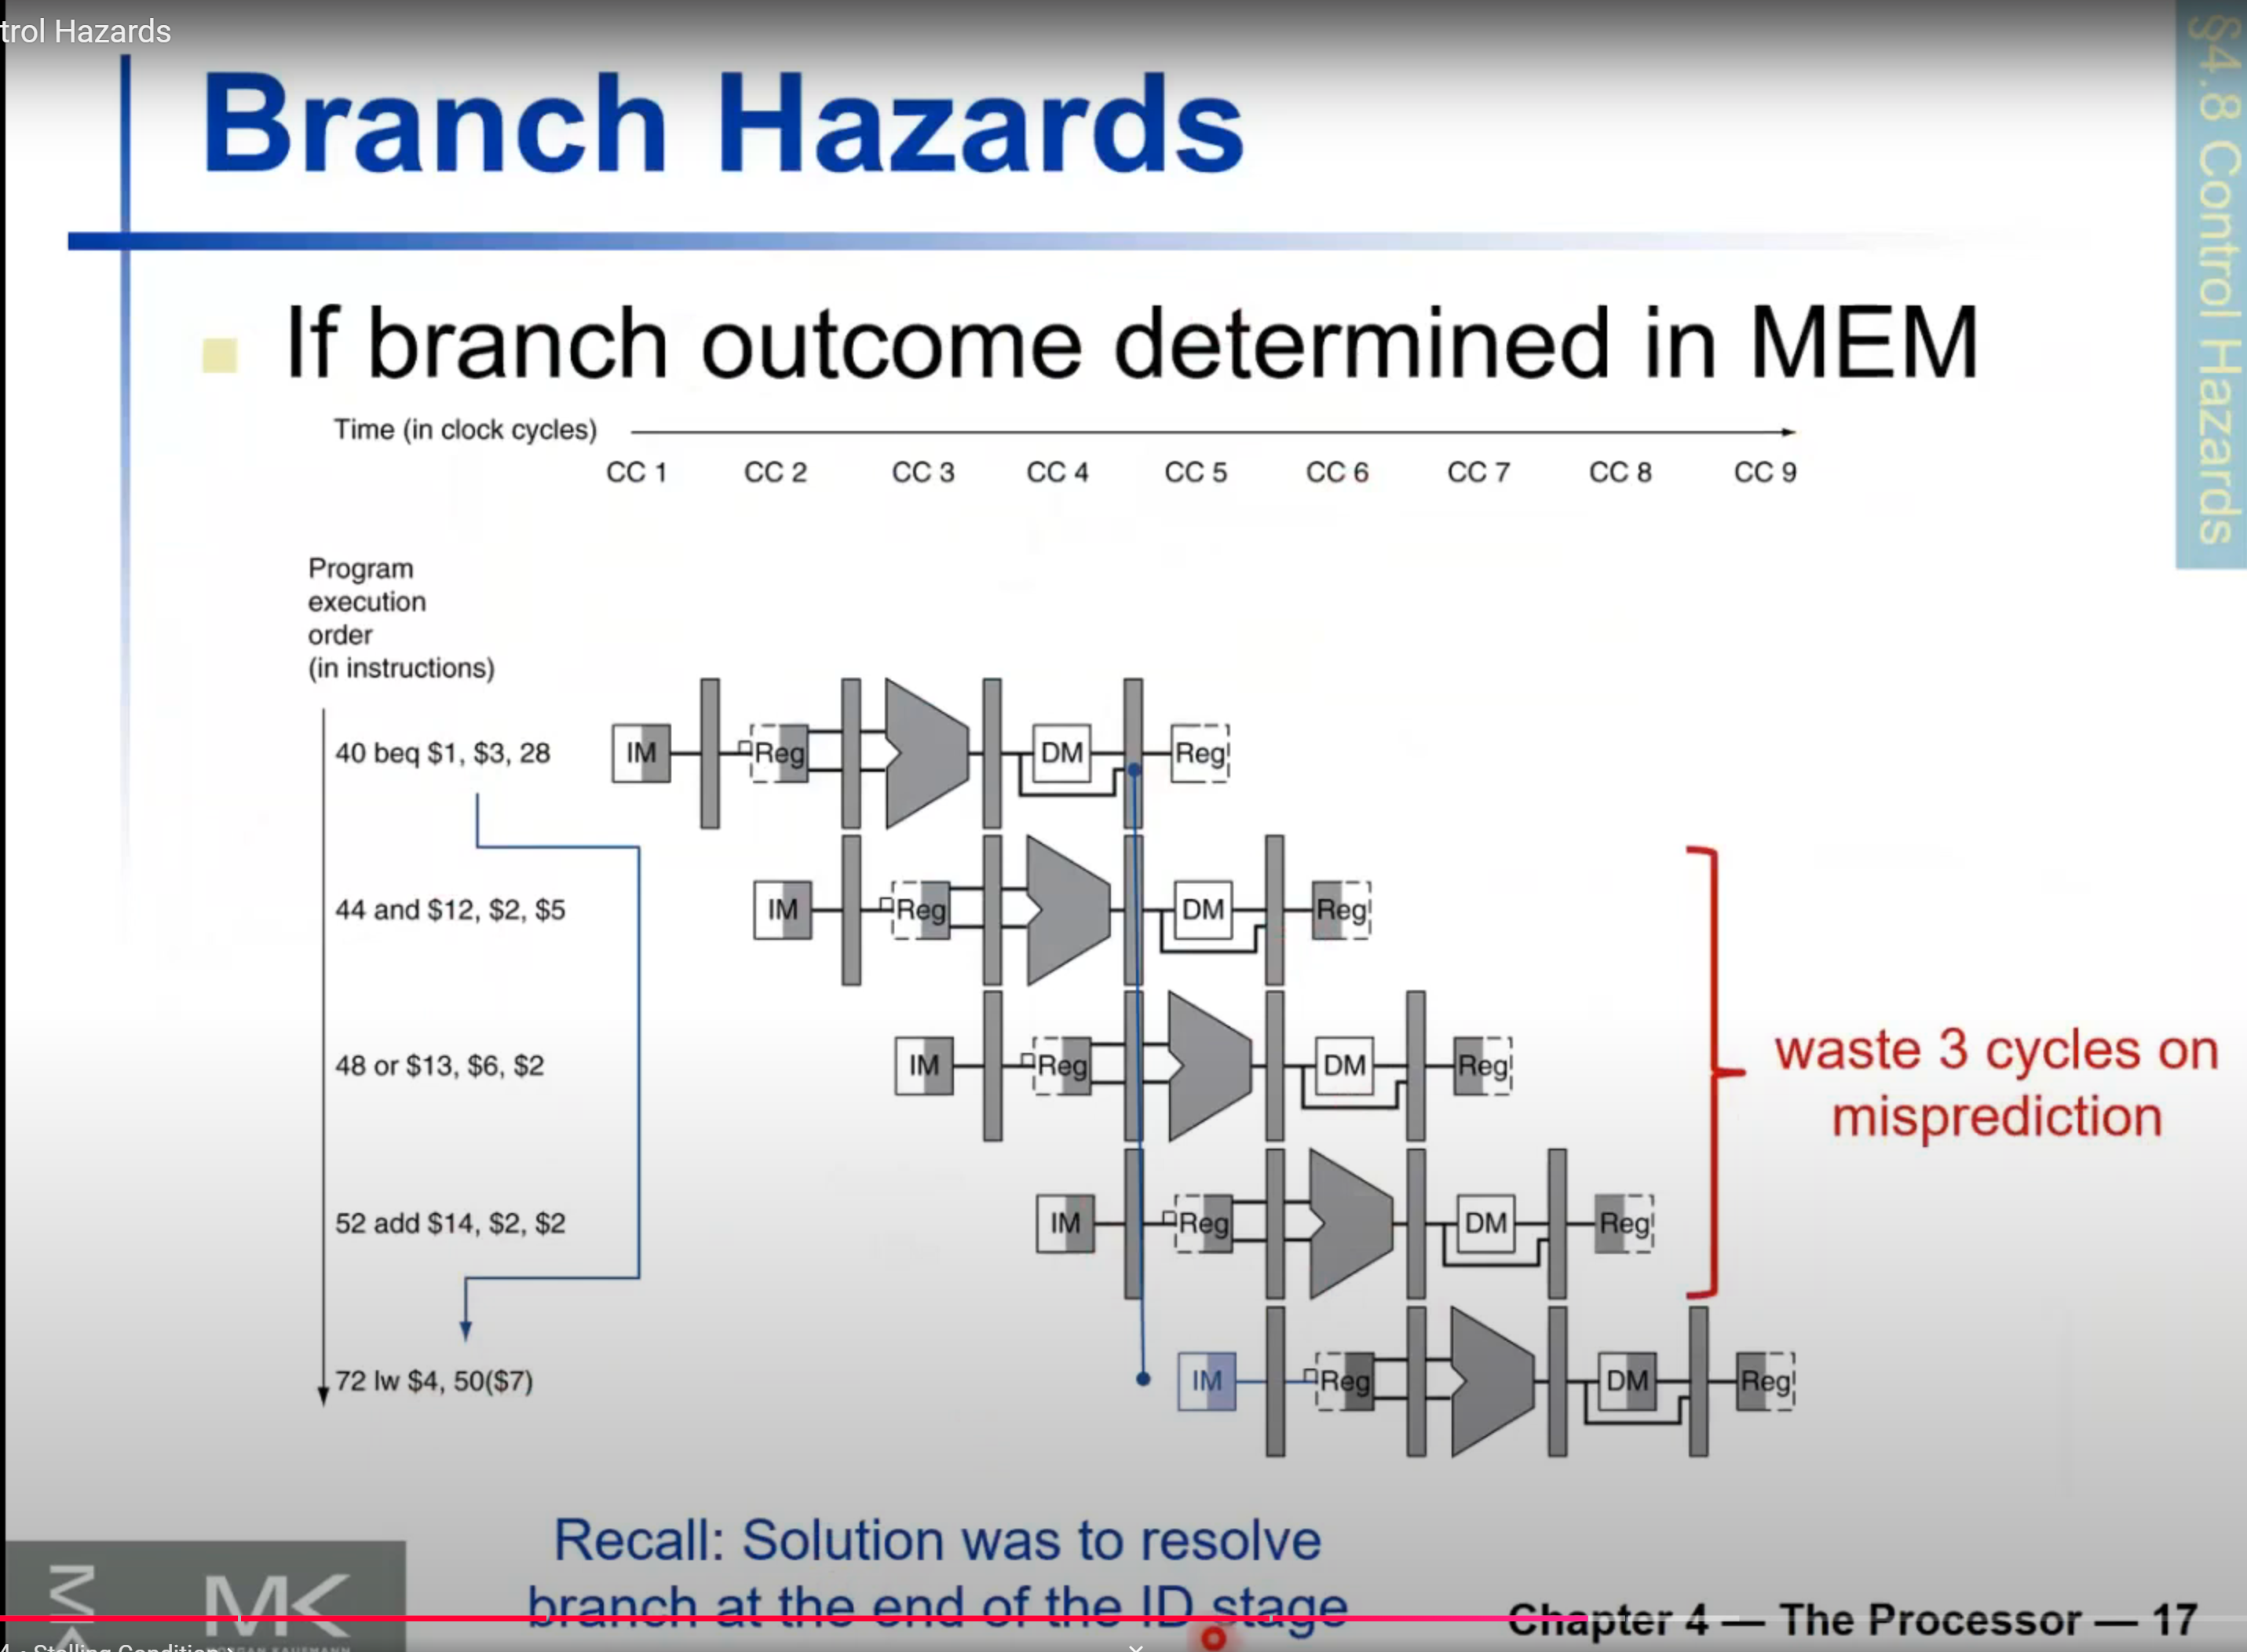 trol Hazards
§4.8 Control Hazards
Branch Hazards
If branch outcome determined in MEM
Time (in clock cycles)
CC 1 CC 2 CC 3 CC 4 CC 5 CC 6 CC 7 CC 8 CC 9
Program
execution
order
(in instructions)
40 beq $1, $3, 28
IM Reg DM Reg
44 and $12, $2, $5
IM Reg DM Reg
48 or $13, $6, $2
IM Reg DM Reg
52 add $14, $2, $2
IM Reg DM Reg
72 lw $4, 50($7)
IM Reg DM Reg
waste 3 cycles on
misprediction
Recall: Solution was to resolve
branch at the end of the ID stage
MK
MK
MORGAN KAUFMANN
Chapter 4 — The Processor — 17
4 • Stalling Condition